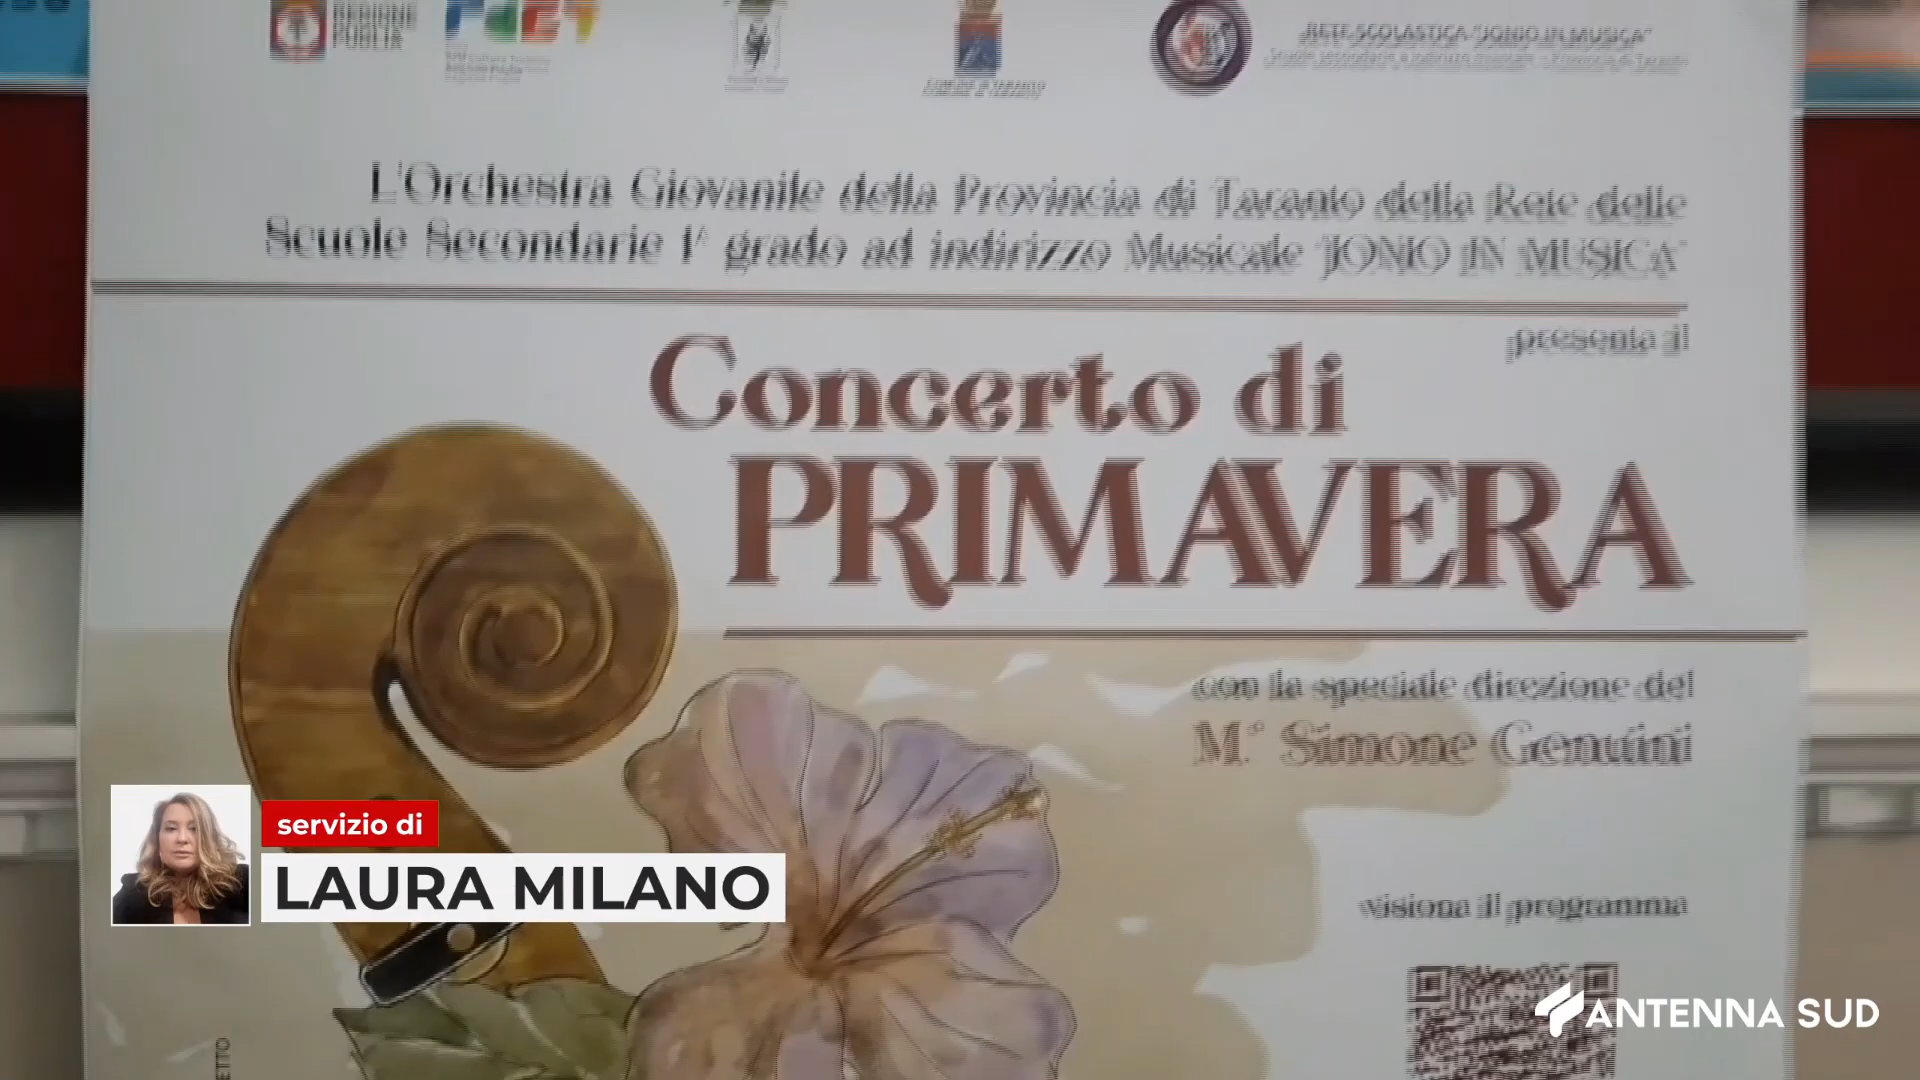 REGIONE
PUGLIA
RETE SCOLASTICA "JONIO IN MUSICA"
L'Orchestra Giovanile della Provincia di Taranto della Rete delle
Scuole Secondarie 1° grado ad indirizzo Musicale "JONIO IN MUSICA"
presenta il
Concerto di
PRIMAVERA
con la speciale direzione del
M.° Simone Genuini
visiona il programma
servizio di
LAURA MILANO
ANTENNA SUD